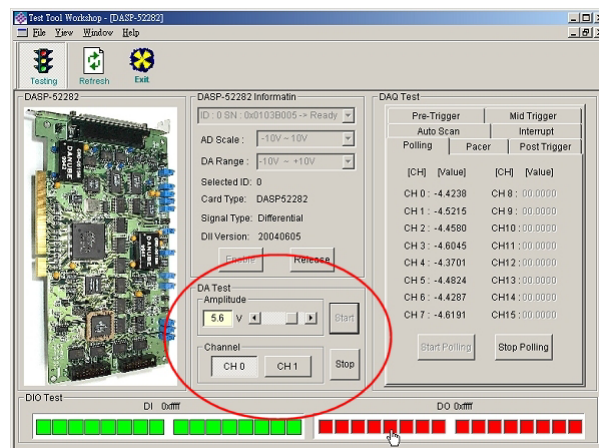 Test Tool Workshop - [DASP-52282]
File View Window Help
Testing Refresh Exit
DASP-52282
DASP-52282 Informatin
ID : 0 SN : 0x0103B005 -> Ready
AD Scale : -10V ~ 10V
DA Range : -10V ~ +10V
Selected ID: 0
Card Type: DASP52282
Signal Type: Differential
Dll Version: 20040605
Enable Release
DA Test
Amplitude
5.6 V Start
Channel
CH 0 CH 1 Stop
DAQ Test
Pre-Trigger Mid Trigger
Auto Scan Interrupt
Polling Pacer Post Trigger
[CH] [Value] [CH] [Value]
CH 0 : -4.4238 CH 8 : 00.0000
CH 1 : -4.5215 CH 9 : 00.0000
CH 2 : -4.4580 CH10 : 00.0000
CH 3 : -4.6045 CH11 : 00.0000
CH 4 : -4.3701 CH12 : 00.0000
CH 5 : -4.4824 CH13 : 00.0000
CH 6 : -4.4287 CH14 : 00.0000
CH 7 : -4.6191 CH15 : 00.0000
Start Polling Stop Polling
DIO Test
DI 0xffff DO 0xffff
DANUBE
DANUBE